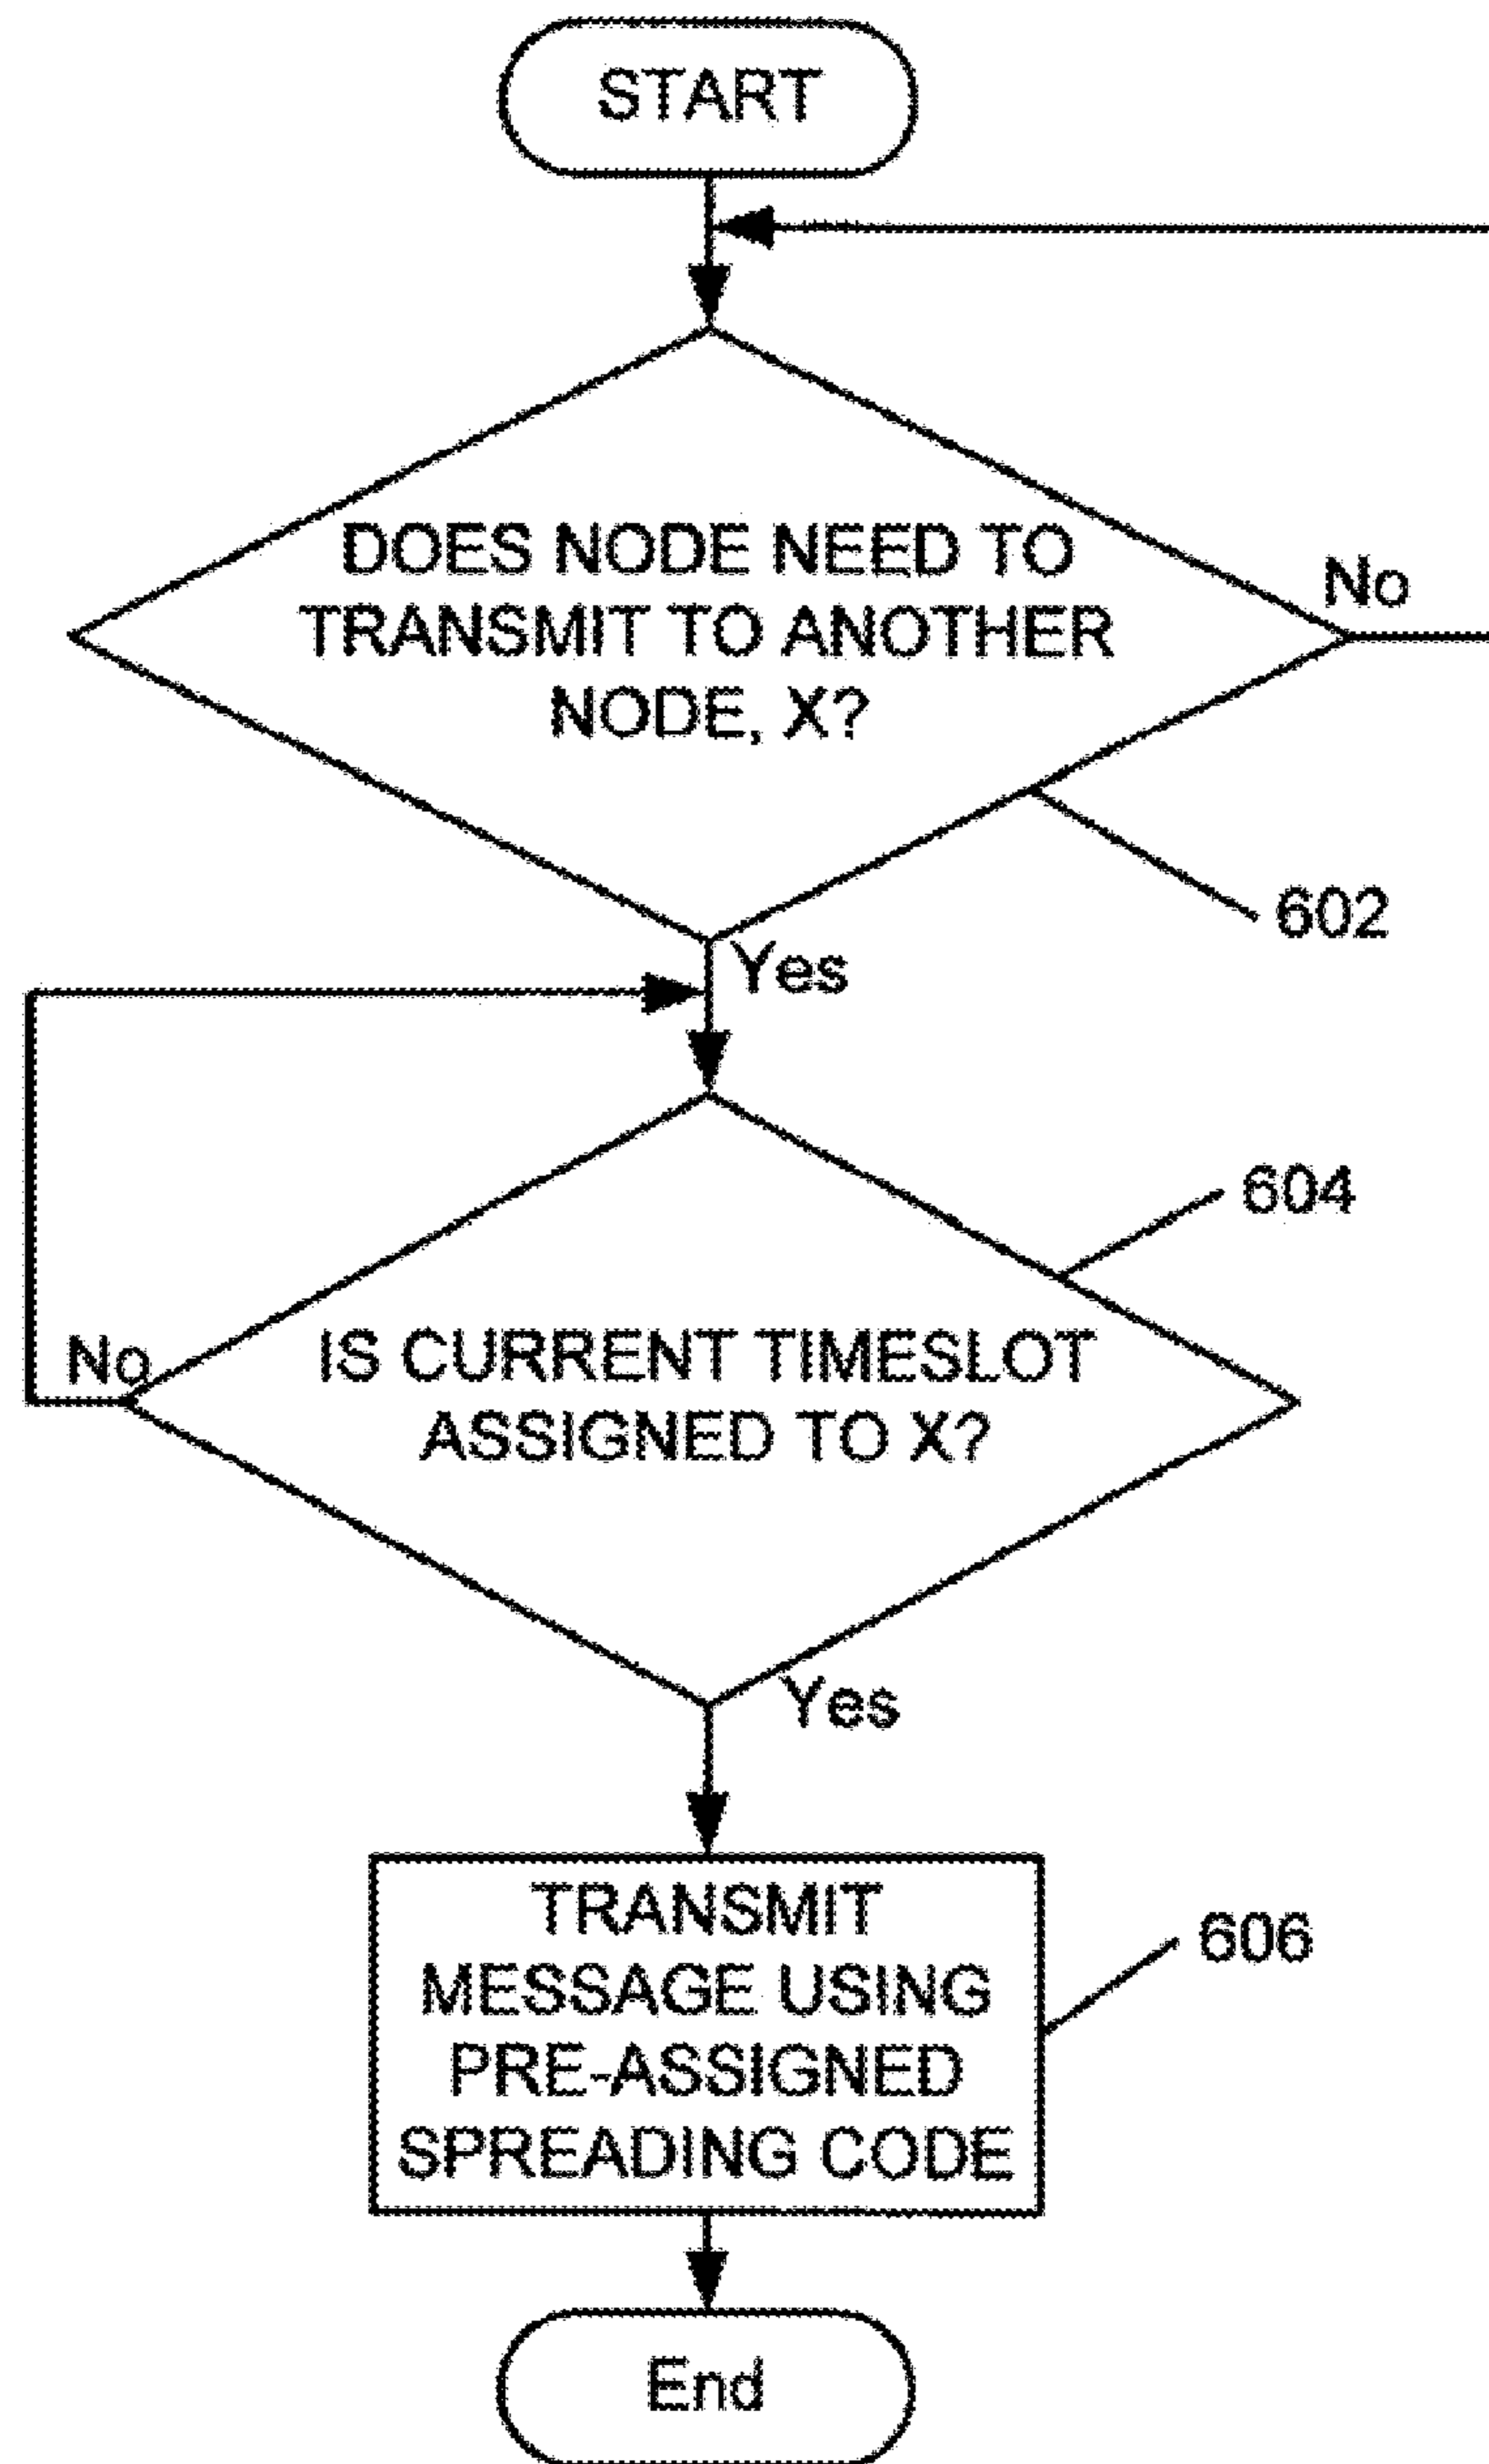 START
DOES NODE NEED TO
TRANSMIT TO ANOTHER
NODE, X?
No
602
Yes
604
No
IS CURRENT TIMESLOT
ASSIGNED TO X?
Yes
TRANSMIT
MESSAGE USING
PRE-ASSIGNED
SPREADING CODE
606
End